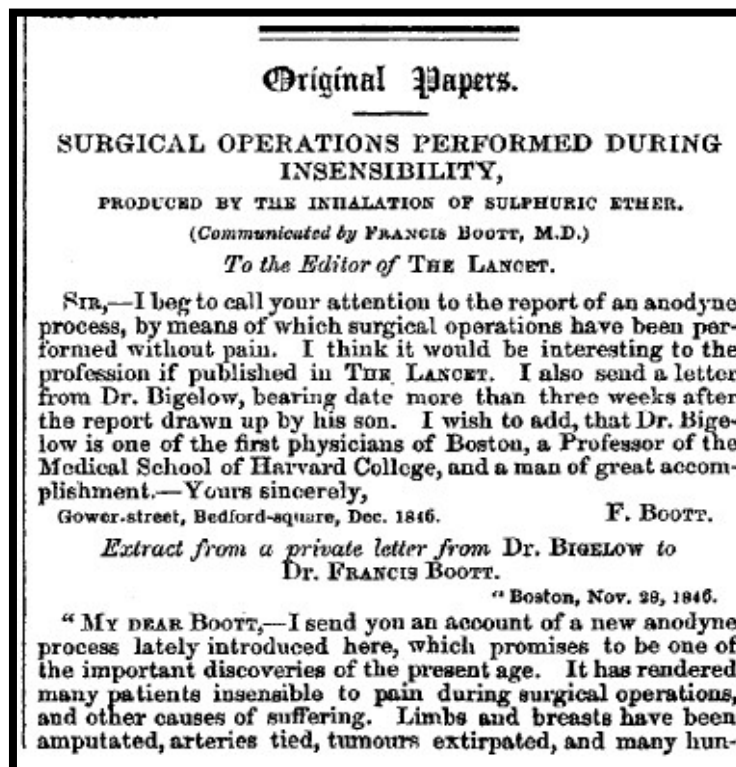 Original Papers.
SURGICAL OPERATIONS PERFORMED DURING
INSENSIBILITY,
PRODUCED BY THE INHALATION OF SULPHURIC ETHER.
(Communicated by FRANCIS BOOTT, M.D.)
To the Editor of THE LANCET.
SIR,—I beg to call your attention to the report of an anodyne
process, by means of which surgical operations have been per-
formed without pain. I think it would be interesting to the
profession if published in THE LANCET. I also send a letter
from Dr. Bigelow, bearing date more than three weeks after
the report drawn up by his son. I wish to add, that Dr. Bige-
low is one of the first physicians of Boston, a Professor of the
Medical School of Harvard College, and a man of great accom-
plishment.—Yours sincerely,
Gower-street, Bedford-square, Dec. 1846. F. BOOTT.
Extract from a private letter from Dr. BIGELOW to
Dr. FRANCIS BOOTT.
"Boston, Nov. 28, 1846.
"MY DEAR BOOTT,—I send you an account of a new anodyne
process lately introduced here, which promises to be one of
the important discoveries of the present age. It has rendered
many patients insensible to pain during surgical operations,
and other causes of suffering. Limbs and breasts have been
amputated, arteries tied, tumours extirpated, and many hun-